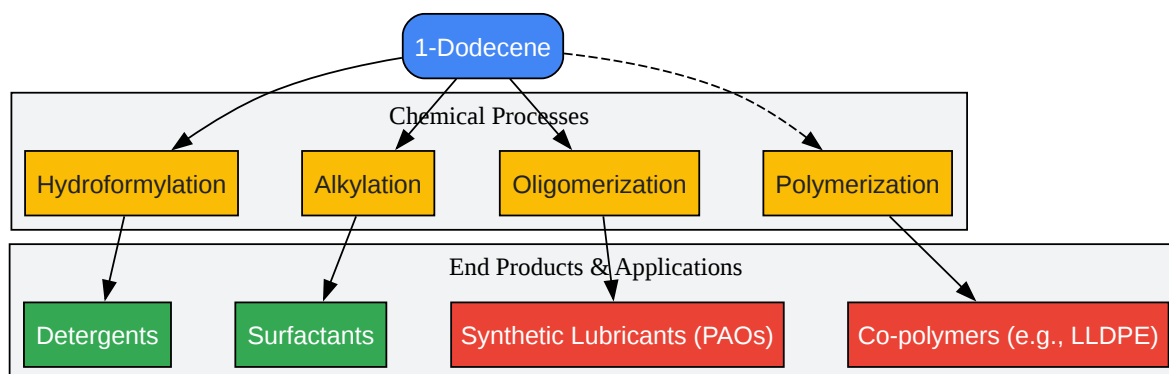 1-Dodecene
Chemical Processes
Hydroformylation
Alkylation
Oligomerization
Polymerization
End Products & Applications
Detergents
Surfactants
Synthetic Lubricants (PAOs)
Co-polymers (e.g., LLDPE)